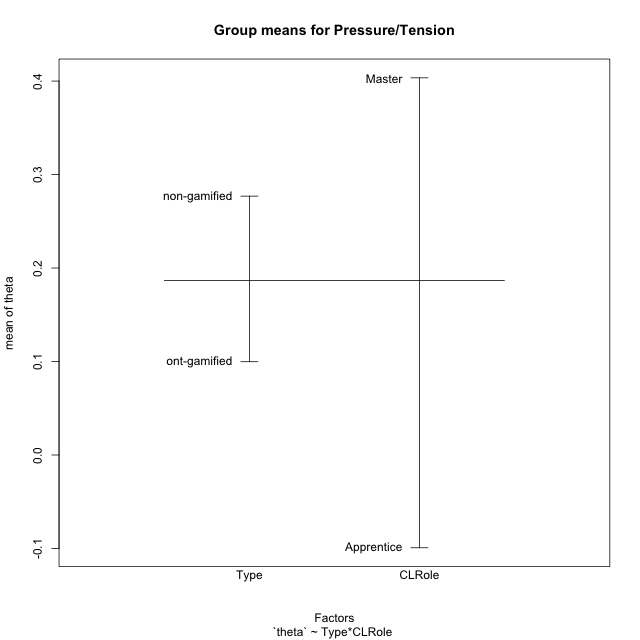 Group means for Pressure/Tension
mean of theta
0.4
0.3
0.2
0.1
0.0
-0.1
Master
non-gamified
ont-gamified
Apprentice
Type
CLRole
Factors
`theta` ~ Type*CLRole